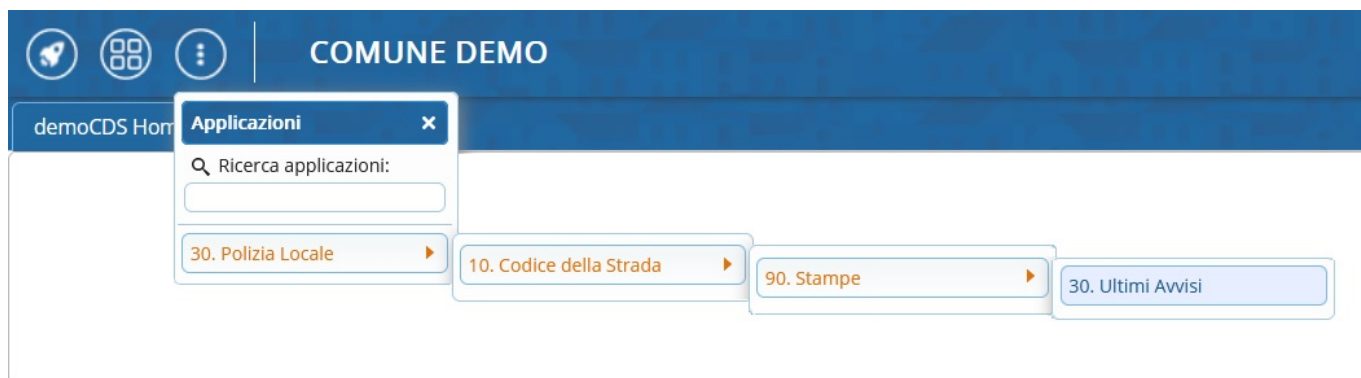 COMUNE DEMO
demoCDS Hom
Applicazioni
Ricerca applicazioni:
30. Polizia Locale
10. Codice della Strada
90. Stampe
30. Ultimi Avvisi